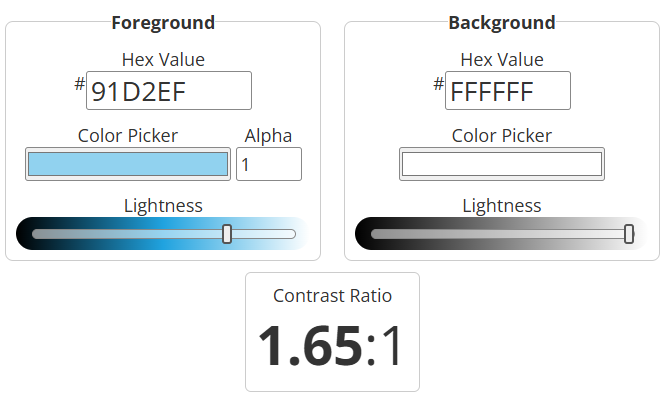 Foreground
Hex Value
# 91D2EF
Color Picker Alpha
1
Lightness
Background
Hex Value
# FFFFFF
Color Picker
Lightness
Contrast Ratio
1.65:1